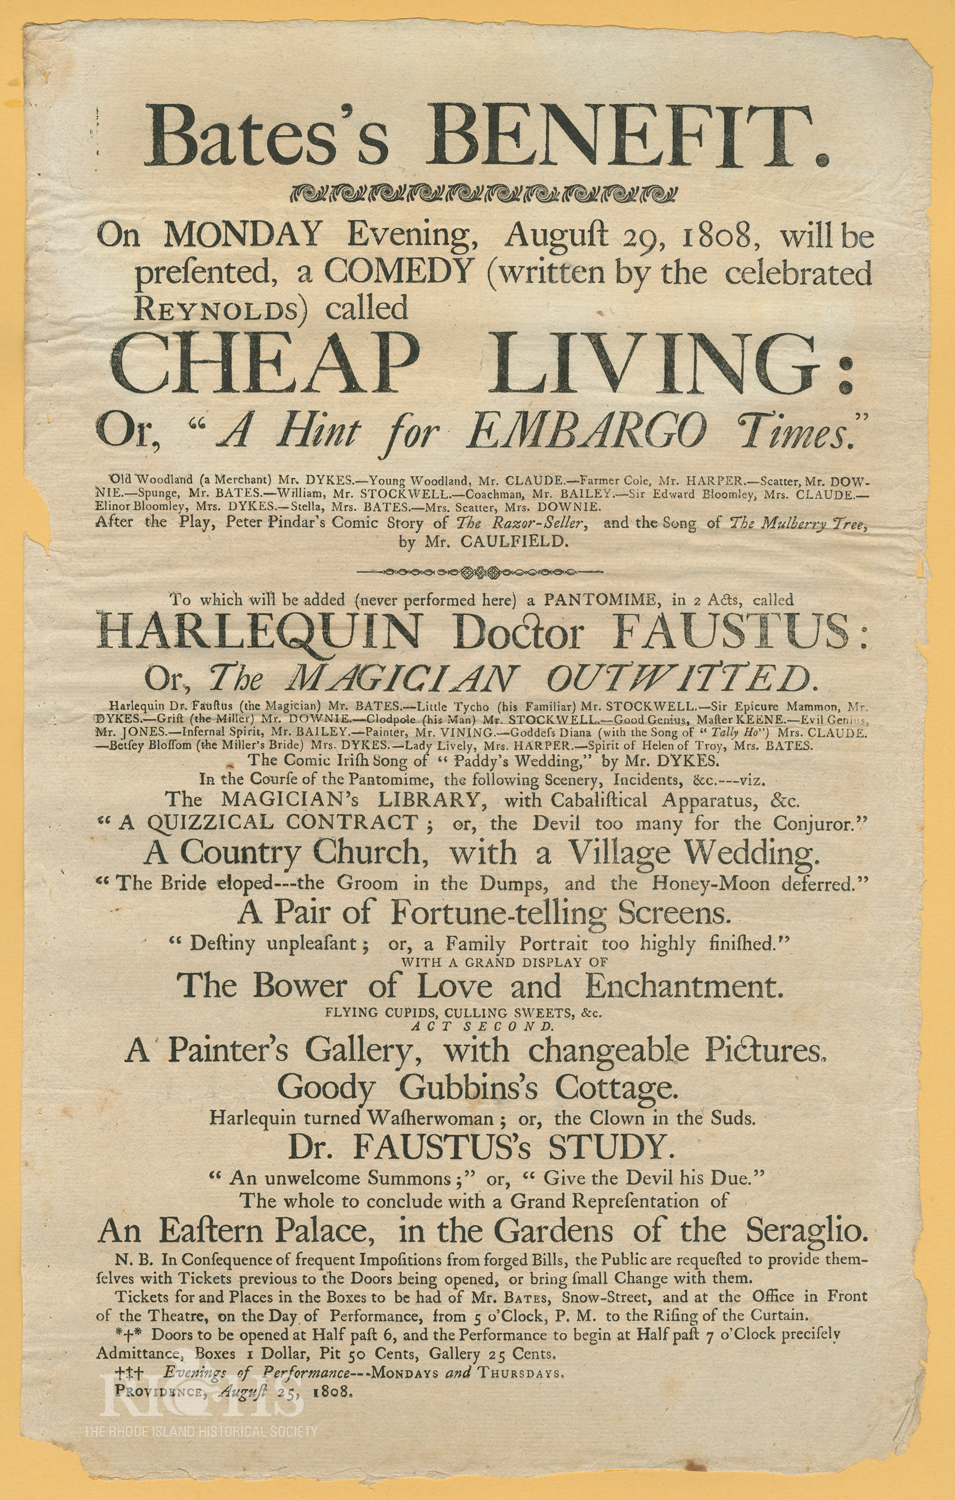 Bates's BENEFIT.
On MONDAY Evening, Auguſt 29, 1808, will be
preſented, a COMEDY (written by the celebrated
REYNOLDS) called
CHEAP LIVING:
Or, “A Hint for EMBARGO Times.”
Old Woodland (a Merchant) Mr. DYKES.—Young Woodland, Mr. CLAUDE.—Farmer Cole, Mr. HARPER.—Scatter, Mr. DOW-
NIE.—Spunge, Mr. BATES.—William, Mr. STOCKWELL.—Coachman, Mr. BAILEY.—Sir Edward Bloomley, Mrs. CLAUDE.—
Elinor Bloomley, Mrs. DYKES.—Stella, Mrs. BATES.—Mrs. Scatter, Mrs. DOWNIE.
After the Play, Peter Pindar's Comic Story of The Razor-Seller, and the Song of The Mulberry Tree,
by Mr. CAULFIELD.
To which will be added (never performed here) a PANTOMIME, in 2 Acts, called
HARLEQUIN Doctor FAUSTUS:
Or, The MAGICIAN OUTWITTED.
Harlequin Dr. Fauſtus (the Magician) Mr. BATES.—Little Tycho (his Familiar) Mr. STOCKWELL.—Sir Epicure Mammon, Mr.
DYKES.—Griſt (the Miller) Mr. DOWNIE.—Clodpole (his Man) Mr. STOCKWELL.—Good Genius, Maſter KEENE.—Evil Genius,
Mr. JONES.—Infernal Spirit, Mr. BAILEY.—Painter, Mr. VINING.—Goddeſs Diana (with the Song of “Tally Ho”) Mrs. CLAUDE.
—Betſey Bloſſom (the Miller's Bride) Mrs. DYKES.—Lady Lively, Mrs. HARPER.—Spirit of Helen of Troy, Mrs. BATES.
The Comic Iriſh Song of “Paddy's Wedding,” by Mr. DYKES.
In the Courſe of the Pantomime, the following Scenery, Incidents, &c.---viz.
The MAGICIAN's LIBRARY, with Cabaliſtical Apparatus, &c.
“A QUIZZICAL CONTRACT; or, the Devil too many for the Conjuror.”
A Country Church, with a Village Wedding.
“The Bride eloped---the Groom in the Dumps, and the Honey-Moon deferred.”
A Pair of Fortune-telling Screens.
“Deſtiny unpleaſant; or, a Family Portrait too highly finiſhed.”
WITH A GRAND DISPLAY OF
The Bower of Love and Enchantment.
FLYING CUPIDS, CULLING SWEETS, &c.
ACT SECOND.
A Painter's Gallery, with changeable Pictures.
Goody Gubbins's Cottage.
Harlequin turned Waſherwoman; or, the Clown in the Suds.
Dr. FAUSTUS's STUDY.
“An unwelcome Summons;” or, “Give the Devil his Due.”
The whole to conclude with a Grand Repreſentation of
An Eaſtern Palace, in the Gardens of the Seraglio.
N. B. In Conſequence of frequent Impoſitions from forged Bills, the Public are requeſted to provide them-
ſelves with Tickets previous to the Doors being opened, or bring ſmall Change with them.
Tickets for and Places in the Boxes to be had of Mr. BATES, Snow-Street, and at the Office in Front
of the Theatre, on the Day of Performance, from 5 o'Clock, P. M. to the Riſing of the Curtain.
*†* Doors to be opened at Half paſt 6, and the Performance to begin at Half paſt 7 o'Clock preciſely
Admittance, Boxes 1 Dollar, Pit 50 Cents, Gallery 25 Cents.
†‡† Evenings of Performance---MONDAYS and THURSDAYS.
PROVIDENCE, Auguſt 25, 1808.
RIHS
THE RHODE ISLAND HISTORICAL SOCIETY